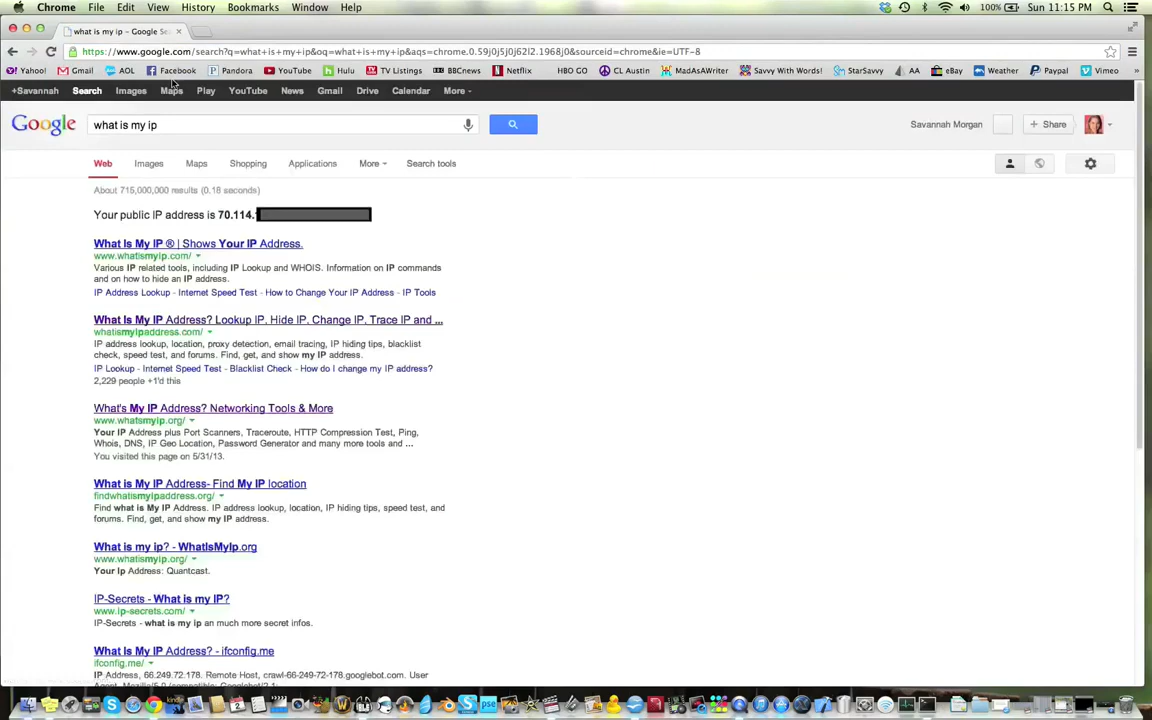 Chrome File Edit View History Bookmarks Window Help 100% Sun 11:15 PM
what is my ip - Google Se
https://www.google.com/search?q=what+is+my+ip&oq=what+is+my+ip&aqs=chrome.0.59j0j5j0j62l2.1968j0&sourceid=chrome&ie=UTF-8
Yahoo! Gmail AOL Facebook Pandora YouTube Hulu TV Listings BBCnews Netflix HBO GO CL Austin MadAsAWriter Savvy With Words! StarSavvy AA eBay Weather Paypal Vimeo »
+Savannah Search Images Maps Play YouTube News Gmail Drive Calendar More
Google what is my ip Savannah Morgan + Share
Web Images Maps Shopping Applications More Search tools
About 715,000,000 results (0.18 seconds)
Your public IP address is 70.114.
What Is My IP ® | Shows Your IP Address.
www.whatismyip.com/
Various IP related tools, including IP Lookup and WHOIS. Information on IP commands
and on how to hide an IP address.
IP Address Lookup - Internet Speed Test - How to Change Your IP Address - IP Tools
What Is My IP Address? Lookup IP, Hide IP, Change IP, Trace IP and ...
whatismyipaddress.com/
IP address lookup, location, proxy detection, email tracing, IP hiding tips, blacklist
check, speed test, and forums. Find, get, and show my IP address.
IP Lookup - Internet Speed Test - Blacklist Check - How do I change my IP address?
2,229 people +1'd this
What's My IP Address? Networking Tools & More
www.whatsmyip.org/
Your IP Address plus Port Scanners, Traceroute, HTTP Compression Test, Ping,
Whois, DNS, IP Geo Location, Password Generator and many more tools and ...
You visited this page on 5/31/13.
What is My IP Address- Find My IP location
findwhatismyipaddress.org/
Find what is My IP Address. IP address lookup, location, IP hiding tips, speed test, and
forums. Find, get, and show my IP address.
What is my ip? - WhatIsMyIp.org
www.whatismyip.org/
Your Ip Address: Quantcast.
IP-Secrets - What is my IP?
www.ip-secrets.com/
IP-Secrets - what is my ip an much more secret infos.
What Is My IP Address? - ifconfig.me
ifconfig.me/
IP Address, 66.249.72.178. Remote Host, crawl-66-249-72-178.googlebot.com. User